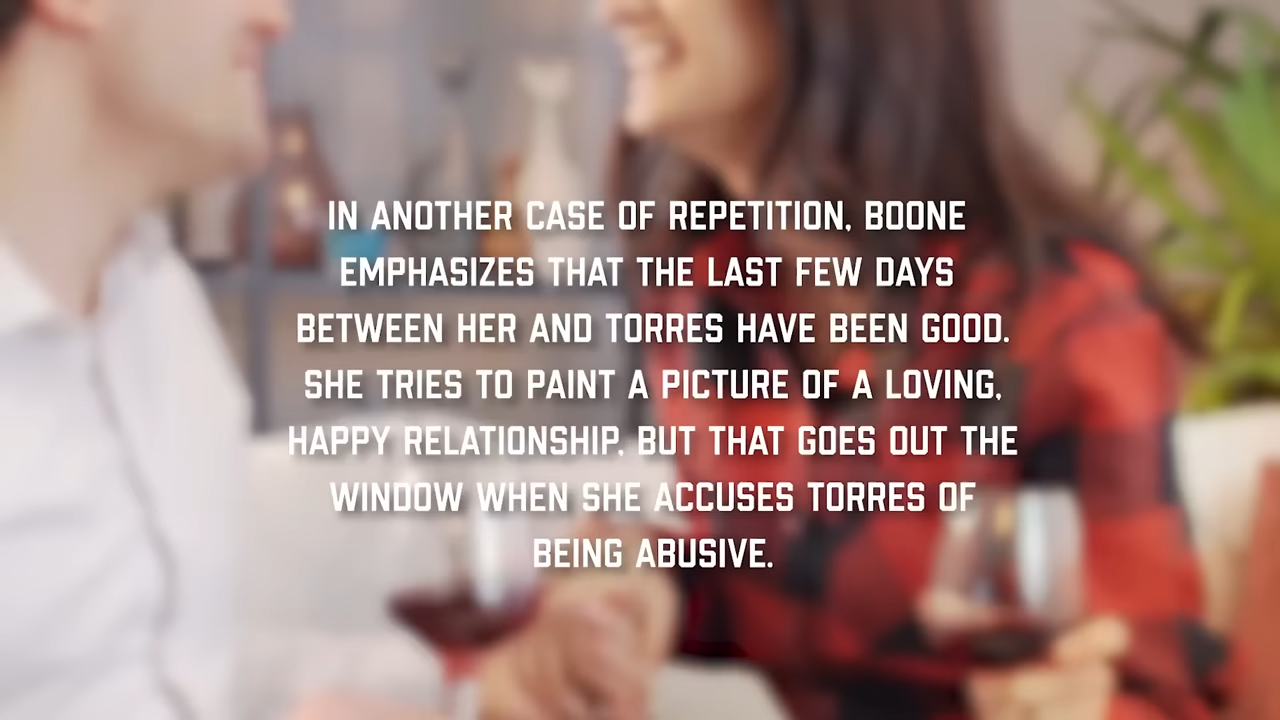 IN ANOTHER CASE OF REPETITION, BOONE
EMPHASIZES THAT THE LAST FEW DAYS
BETWEEN HER AND TORRES HAVE BEEN GOOD.
SHE TRIES TO PAINT A PICTURE OF A LOVING,
HAPPY RELATIONSHIP, BUT THAT GOES OUT THE
WINDOW WHEN SHE ACCUSES TORRES OF
BEING ABUSIVE.